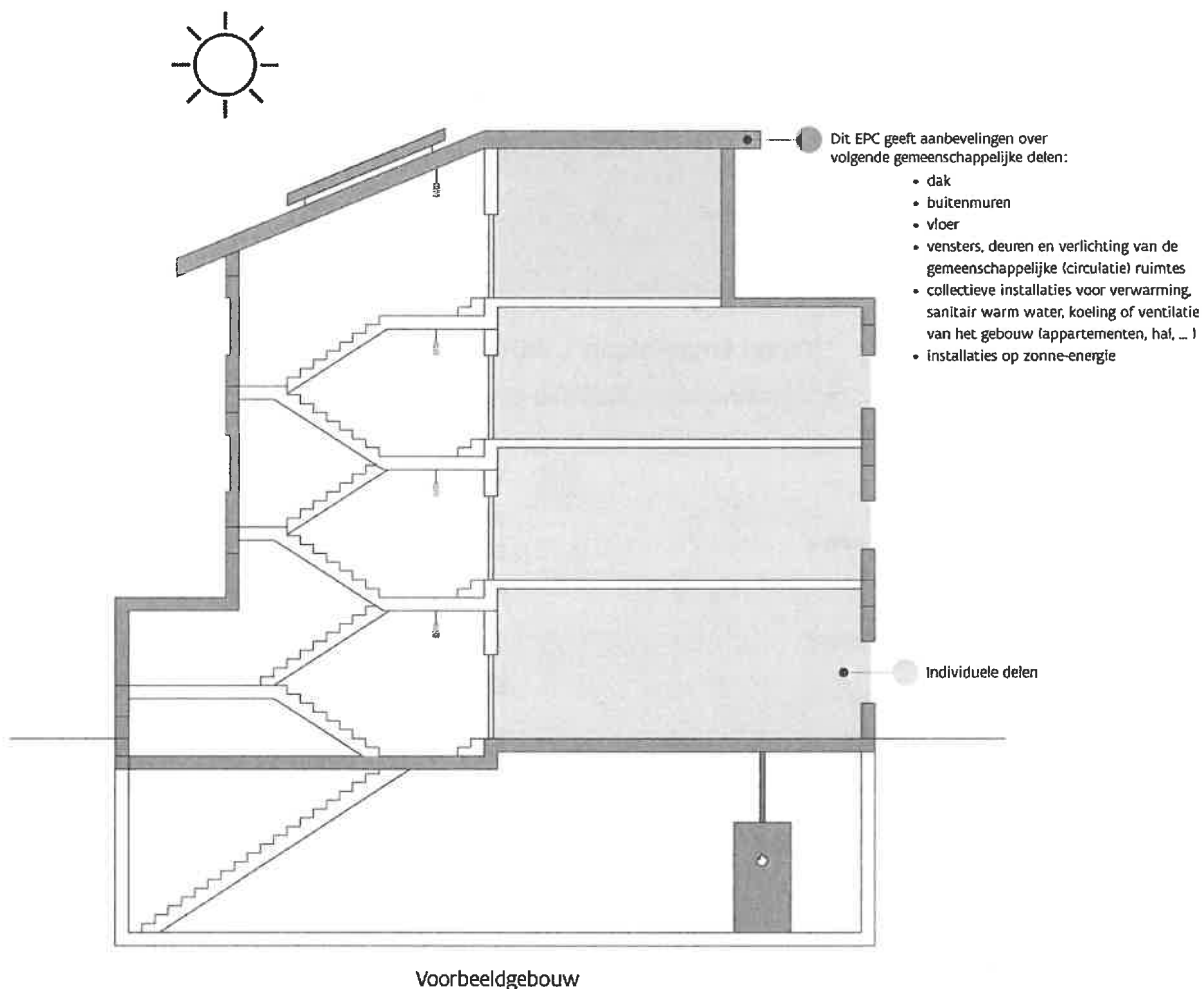 Dit EPC geeft aanbevelingen over
volgende gemeenschappelijke delen:
• dak
• buitenmuren
• vloer
• vensters, deuren en verlichting van de
gemeenschappelijke (circulatie) ruimtes
• collectieve installaties voor verwarming,
sanitair warm water, koeling of ventilatie
van het gebouw (appartementen, hal, ... )
• installaties op zonne-energie
Individuele delen
Voorbeeldgebouw